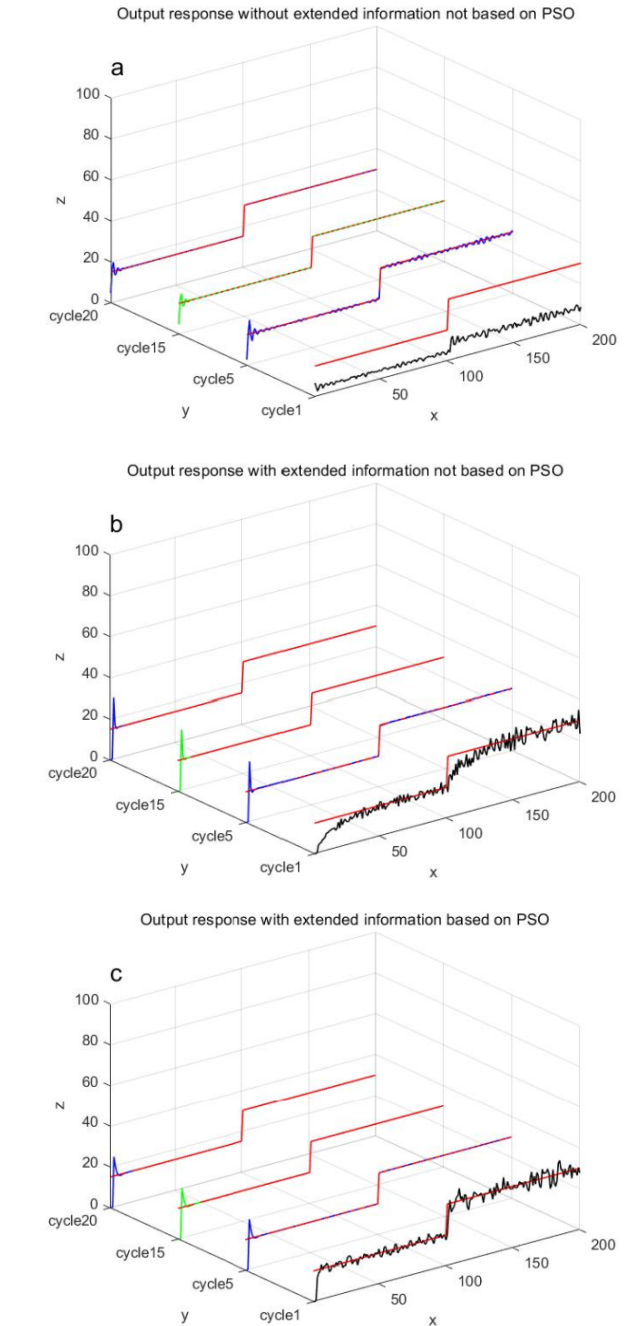 Output response without extended information not based on PSO
a
100
80
60
40
20
0
z
cycle20
cycle15
cycle5
cycle1
y
50
100
150
200
x
Output response with extended information not based on PSO
b
100
80
60
40
20
0
z
cycle20
cycle15
cycle5
cycle1
y
50
100
150
200
x
Output response with extended information based on PSO
c
100
80
60
40
20
0
z
cycle20
cycle15
cycle5
cycle1
y
50
100
150
200
x